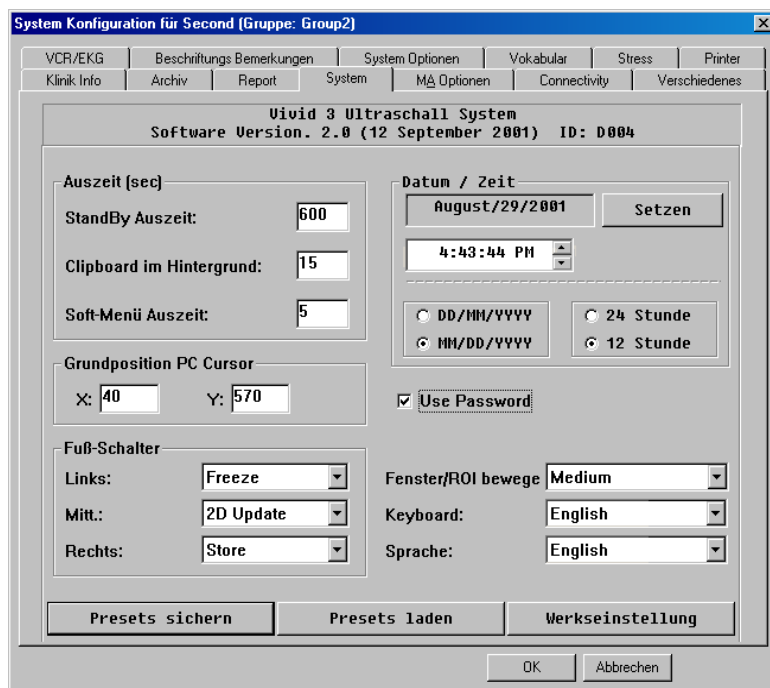 System Konfiguration für Second (Gruppe: Group2)
VCR/EKG Beschriftungs Bemerkungen System Optionen Vokabular Stress Printer
Klinik Info Archiv Report System MA Optionen Connectivity Verschiedenes
Vivid 3 Ultraschall System
Software Version. 2.0 (12 September 2001) ID: D004
Auszeit (sec)
StandBy Auszeit: 600
Clipboard im Hintergrund: 15
Soft-Menü Auszeit: 5
Datum / Zeit
August/29/2001 Setzen
4:43:44 PM
DD/MM/YYYY 24 Stunde
MM/DD/YYYY 12 Stunde
Grundposition PC Cursor
X: 40 Y: 570
Use Password
Fuß-Schalter
Links: Freeze
Mitt.: 2D Update
Rechts: Store
Fenster/ROI bewege Medium
Keyboard: English
Sprache: English
Presets sichern Presets laden Werkseinstellung
OK Abbrechen